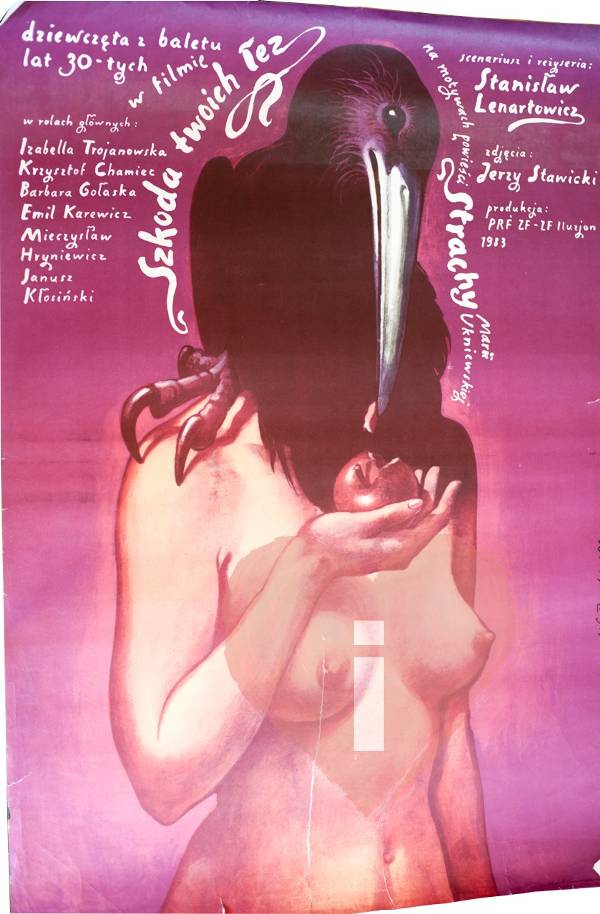 dziewczęta z baletu
lat 30-tych
w filmie
Szkoda twoich łez
na motywach powieści
Strachy
Marii
Ukniewskiej
w rolach głównych:
Izabella Trojanowska
Krzysztof Chamiec
Barbara Gołaska
Emil Karewicz
Mieczysław
Hryniewicz
Janusz
Kłosiński
scenariusz i reżyseria:
Stanisław
Lenartowicz
zdjęcia:
Jerzy Stawicki
produkcja:
PRF ZF-ZF Iluzjon
1983
i